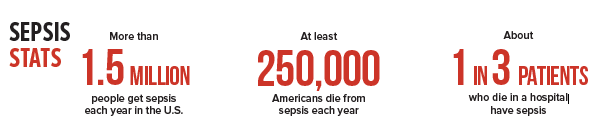 SEPSIS
STATS
More than
1.5 MILLION
people get sepsis
each year in the U.S.
At least
250,000
Americans die from
sepsis each year
About
1 IN 3 PATIENTS
who die in a hospital
have sepsis